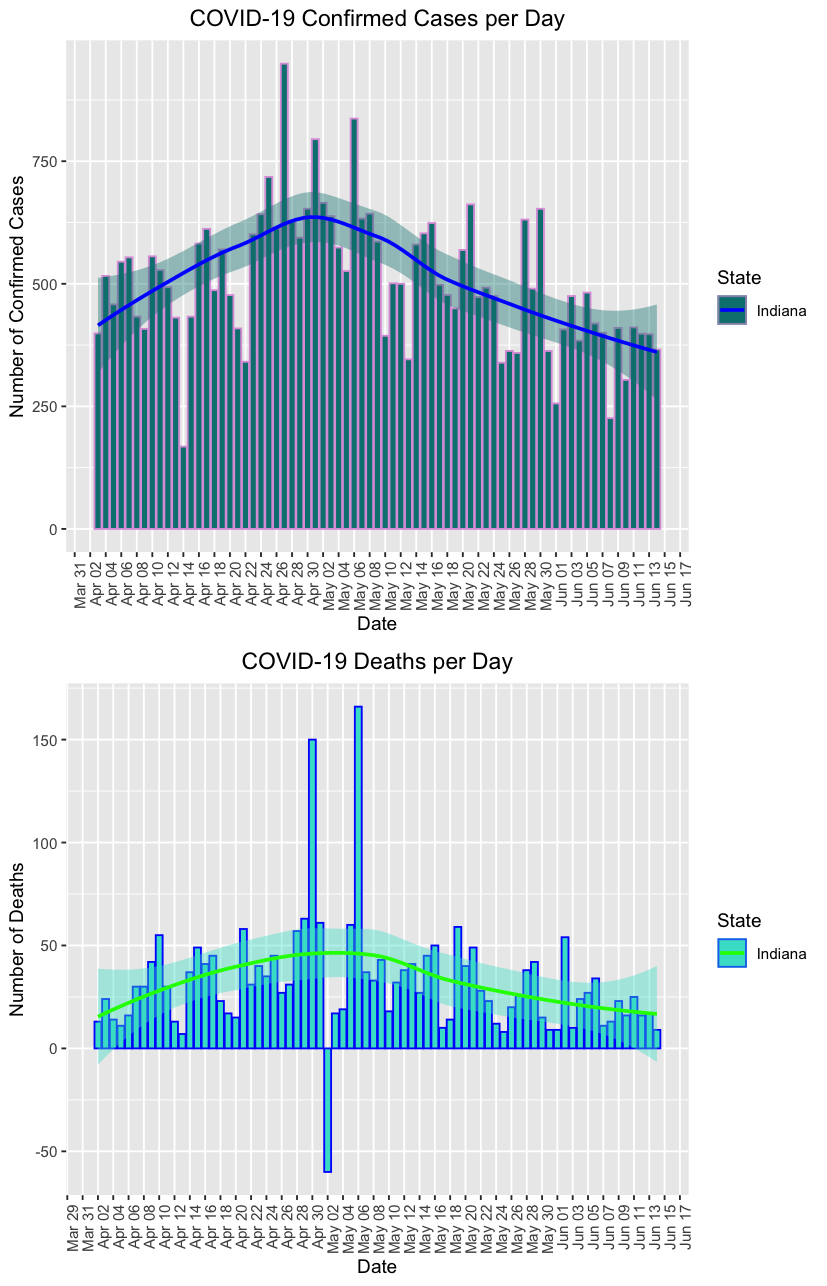 COVID-19 Confirmed Cases per Day
Number of Confirmed Cases
750
500
250
0
Mar 31
Apr 02
Apr 04
Apr 06
Apr 08
Apr 10
Apr 12
Apr 14
Apr 16
Apr 18
Apr 20
Apr 22
Apr 24
Apr 26
Apr 28
Apr 30
May 02
May 04
May 06
May 08
May 10
May 12
May 14
May 16
May 18
May 20
May 22
May 24
May 26
May 28
May 30
Jun 01
Jun 03
Jun 05
Jun 07
Jun 09
Jun 11
Jun 13
Jun 15
Jun 17
Date
State
Indiana
COVID-19 Deaths per Day
Number of Deaths
150
100
50
0
-50
Mar 29
Mar 31
Apr 02
Apr 04
Apr 06
Apr 08
Apr 10
Apr 12
Apr 14
Apr 16
Apr 18
Apr 20
Apr 22
Apr 24
Apr 26
Apr 28
Apr 30
May 02
May 04
May 06
May 08
May 10
May 12
May 14
May 16
May 18
May 20
May 22
May 24
May 26
May 28
May 30
Jun 01
Jun 03
Jun 05
Jun 07
Jun 09
Jun 11
Jun 13
Jun 15
Jun 17
Date
State
Indiana